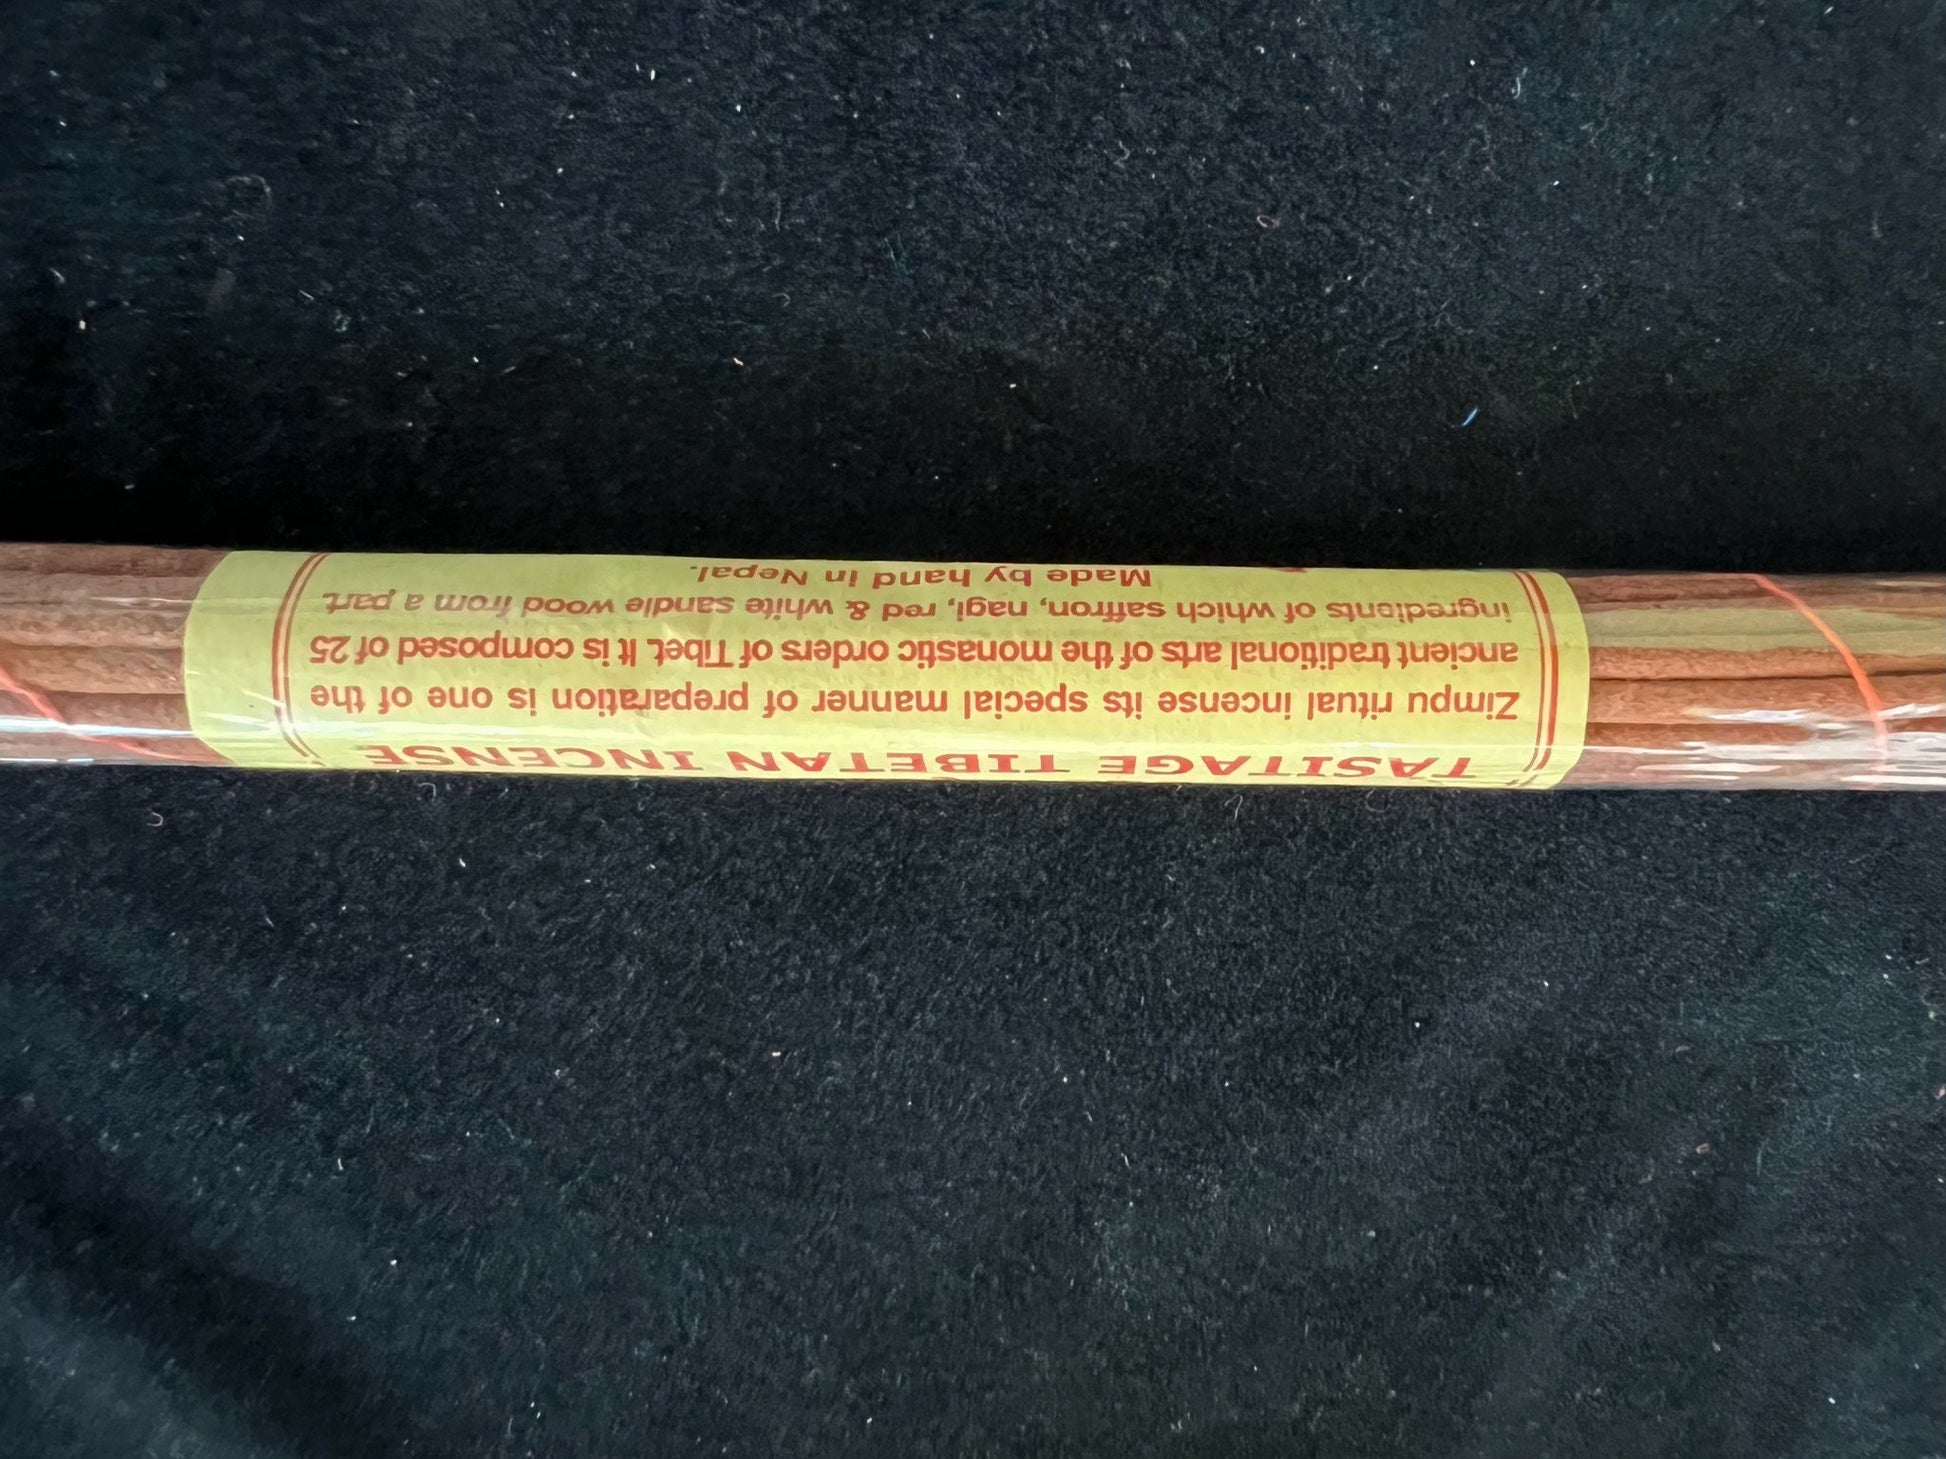 TASITAGE TIBETAN INCENSE
Zimpu ritual incense its special manner of preparation is one of the
ancient traditional arts of the monastic orders of Tibet. It is composed of 25
ingredients of which saffron, nagi, red & white sandle wood from a part.
Made by hand in Nepal.